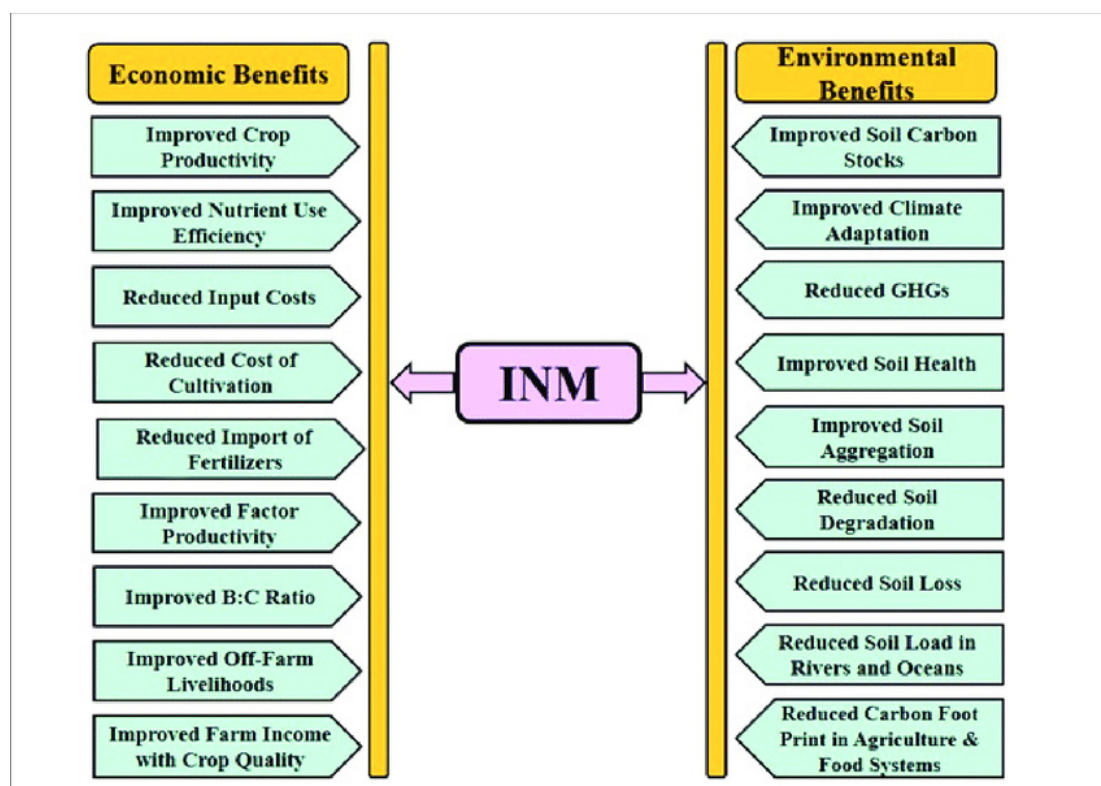 Economic Benefits
Improved Crop
Productivity
Improved Nutrient Use
Efficiency
Reduced Input Costs
Reduced Cost of
Cultivation
Reduced Import of
Fertilizers
Improved Factor
Productivity
Improved B:C Ratio
Improved Off-Farm
Livelihoods
Improved Farm Income
with Crop Quality
INM
Environmental
Benefits
Improved Soil Carbon
Stocks
Improved Climate
Adaptation
Reduced GHGs
Improved Soil Health
Improved Soil
Aggregation
Reduced Soil
Degradation
Reduced Soil Loss
Reduced Soil Load in
Rivers and Oceans
Reduced Carbon Foot
Print in Agriculture &
Food Systems